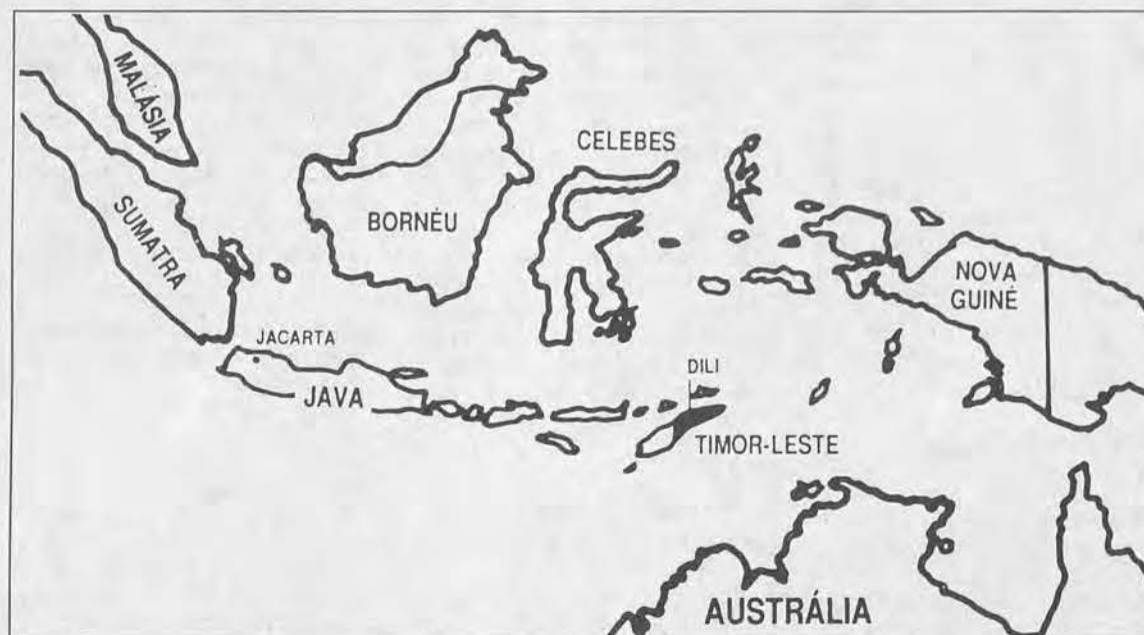 MALÁSIA
SUMATRA
BORNÉU
CELEBES
NOVA
GUINÉ
JACARTA
JAVA
DILI
TIMOR-LESTE
AUSTRÁLIA